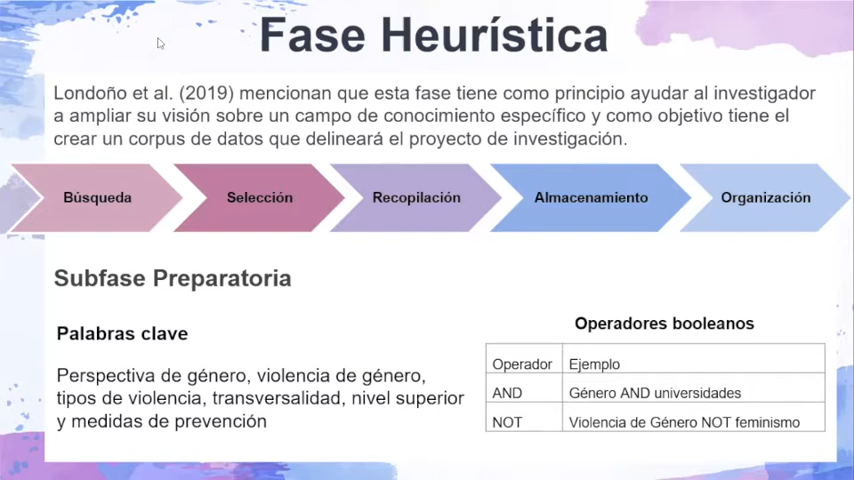 Fase Heurística
Londoño et al. (2019) mencionan que esta fase tiene como principio ayudar al investigador
a ampliar su visión sobre un campo de conocimiento específico y como objetivo tiene el
crear un corpus de datos que delineará el proyecto de investigación.
Búsqueda
Selección
Recopilación
Almacenamiento
Organización
Subfase Preparatoria
Palabras clave
Perspectiva de género, violencia de género,
tipos de violencia, transversalidad, nivel superior
y medidas de prevención
Operadores booleanos
Operador Ejemplo
AND Género AND universidades
NOT Violencia de Género NOT feminismo